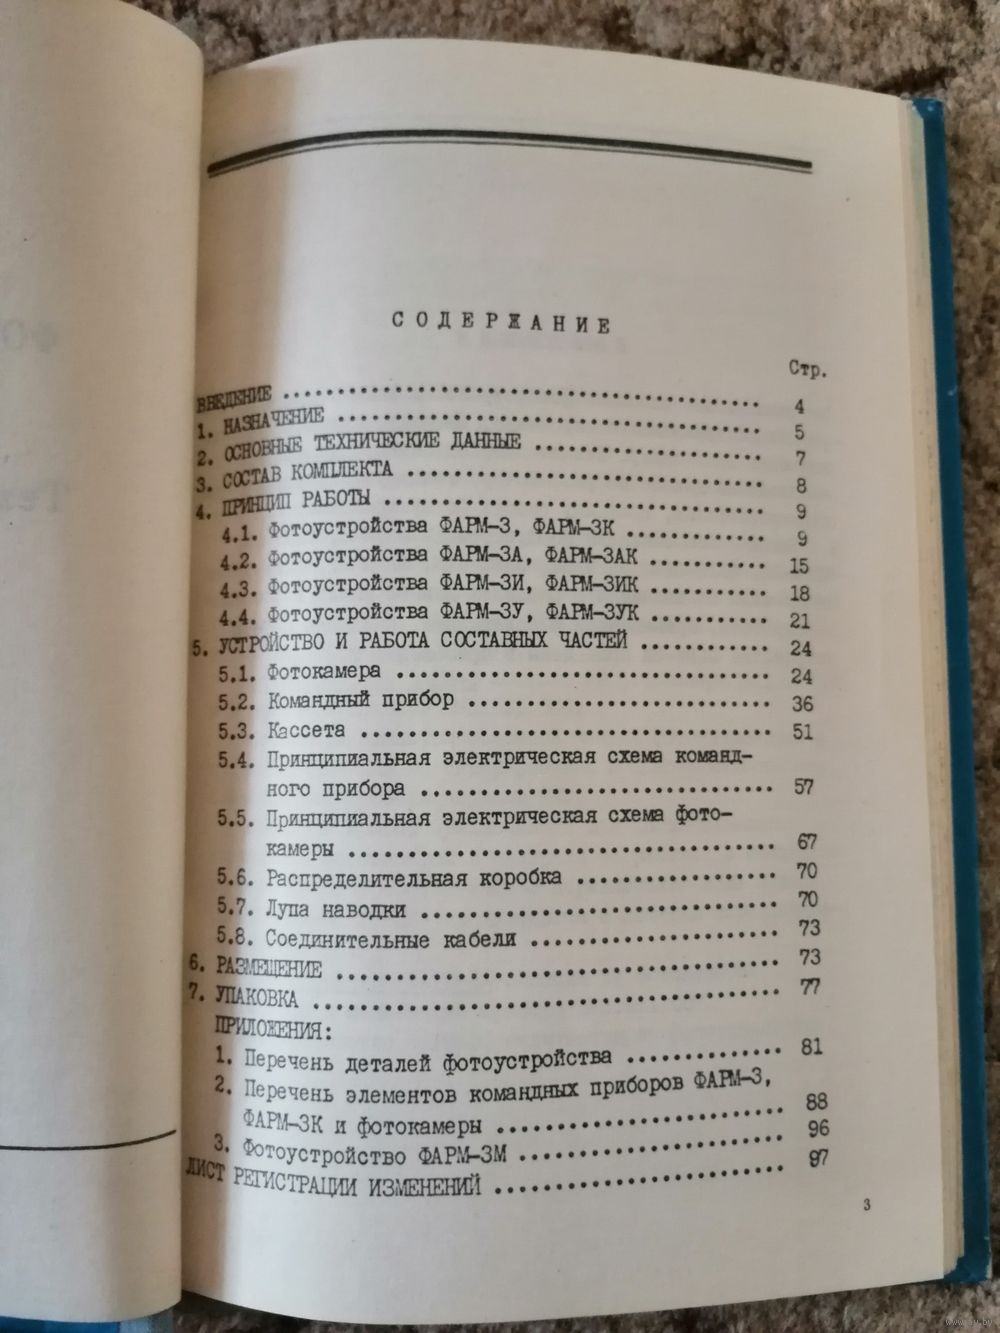 СОДЕРЖАНИЕ
Стр.
ВВЕДЕНИЕ ........ 4
1. НАЗНАЧЕНИЕ ........ 5
2. ОСНОВНЫЕ ТЕХНИЧЕСКИЕ ДАННЫЕ ........ 7
3. СОСТАВ КОМПЛЕКТА ........ 8
4. ПРИНЦИП РАБОТЫ ........ 9
4.1. Фотоустройства ФАРМ-3, ФАРМ-3К ........ 9
4.2. Фотоустройства ФАРМ-3А, ФАРМ-3АК ........ 15
4.3. Фотоустройства ФАРМ-3И, ФАРМ-3ИК ........ 18
4.4. Фотоустройства ФАРМ-3У, ФАРМ-3УК ........ 21
5. УСТРОЙСТВО И РАБОТА СОСТАВНЫХ ЧАСТЕЙ ........ 24
5.1. Фотокамера ........ 24
5.2. Командный прибор ........ 36
5.3. Кассета ........ 51
5.4. Принципиальная электрическая схема команд-
ного прибора ........ 57
5.5. Принципиальная электрическая схема фото-
камеры ........ 67
5.6. Распределительная коробка ........ 70
5.7. Лупа наводки ........ 70
5.8. Соединительные кабели ........ 73
6. РАЗМЕЩЕНИЕ ........ 73
7. УПАКОВКА ........ 77
ПРИЛОЖЕНИЯ:
1. Перечень деталей фотоустройства ........ 81
2. Перечень элементов командных приборов ФАРМ-3,
ФАРМ-3К и фотокамеры ........ 88
3. Фотоустройство ФАРМ-3М ........ 96
ЛИСТ РЕГИСТРАЦИИ ИЗМЕНЕНИЙ ........ 97
3